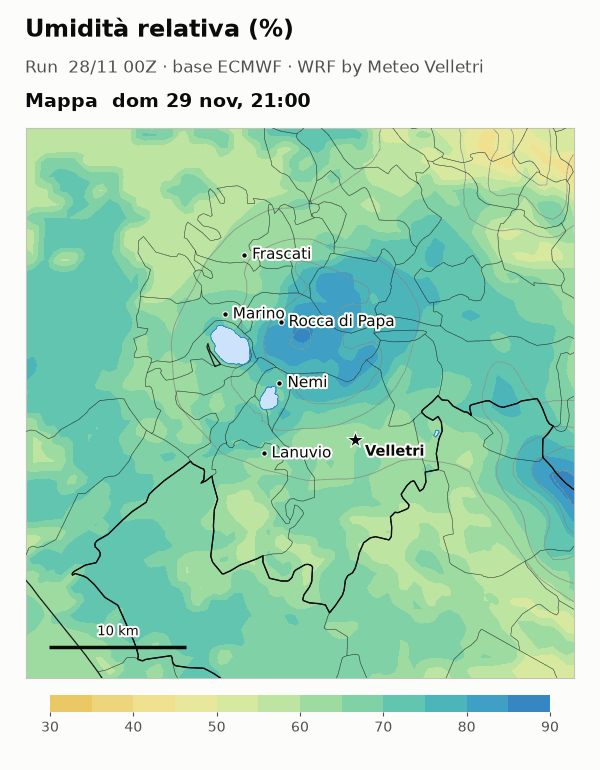 Umidità relativa (%)
Run  28/11 00Z · base ECMWF · WRF by Meteo Velletri
Mappa  dom 29 nov, 21:00
Frascati
Marino
Rocca di Papa
Nemi
Velletri
Lanuvio
10 km
30 40 50 60 70 80 90